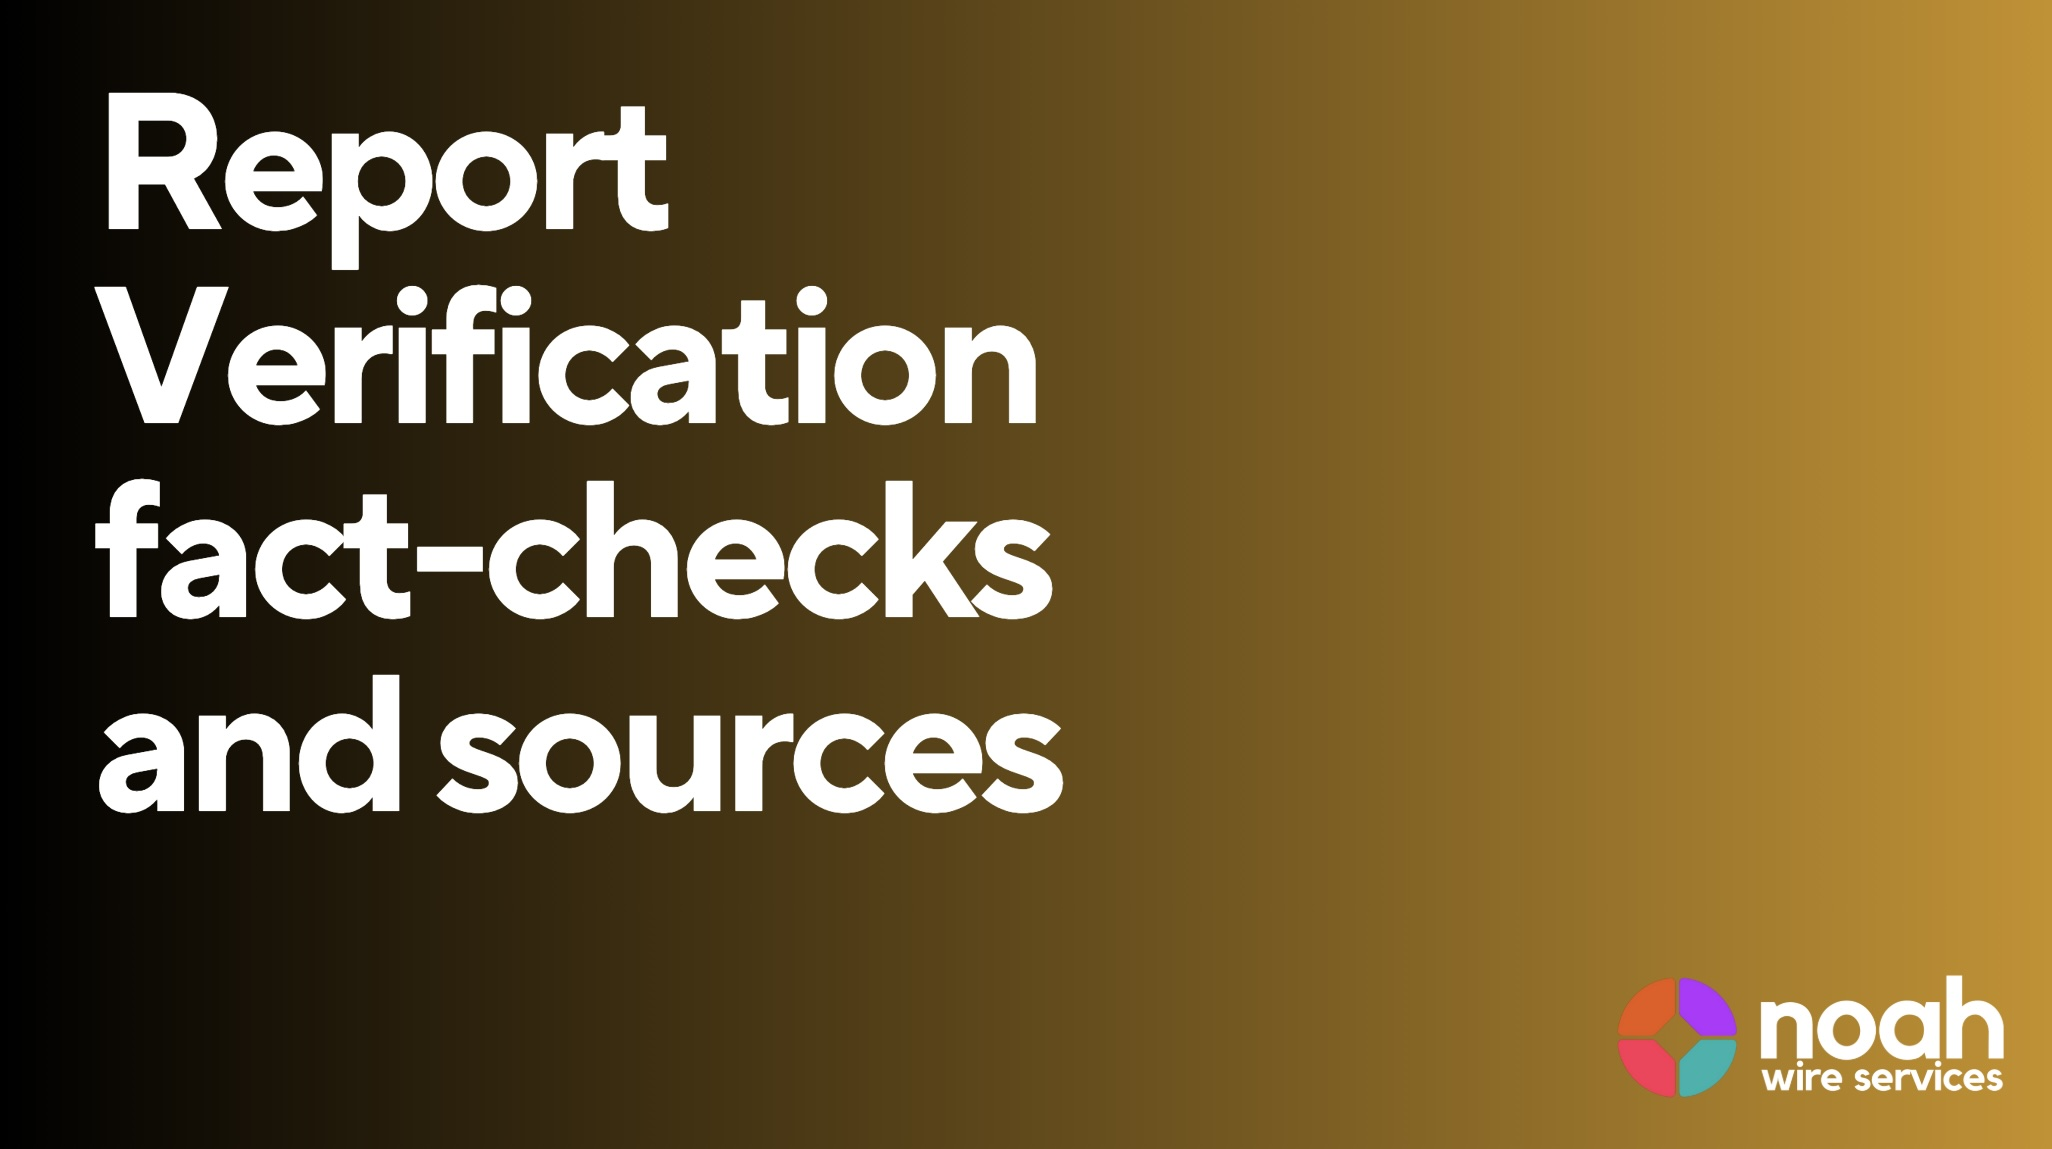 Report
Verification
fact-checks
and sources
noah
wire services